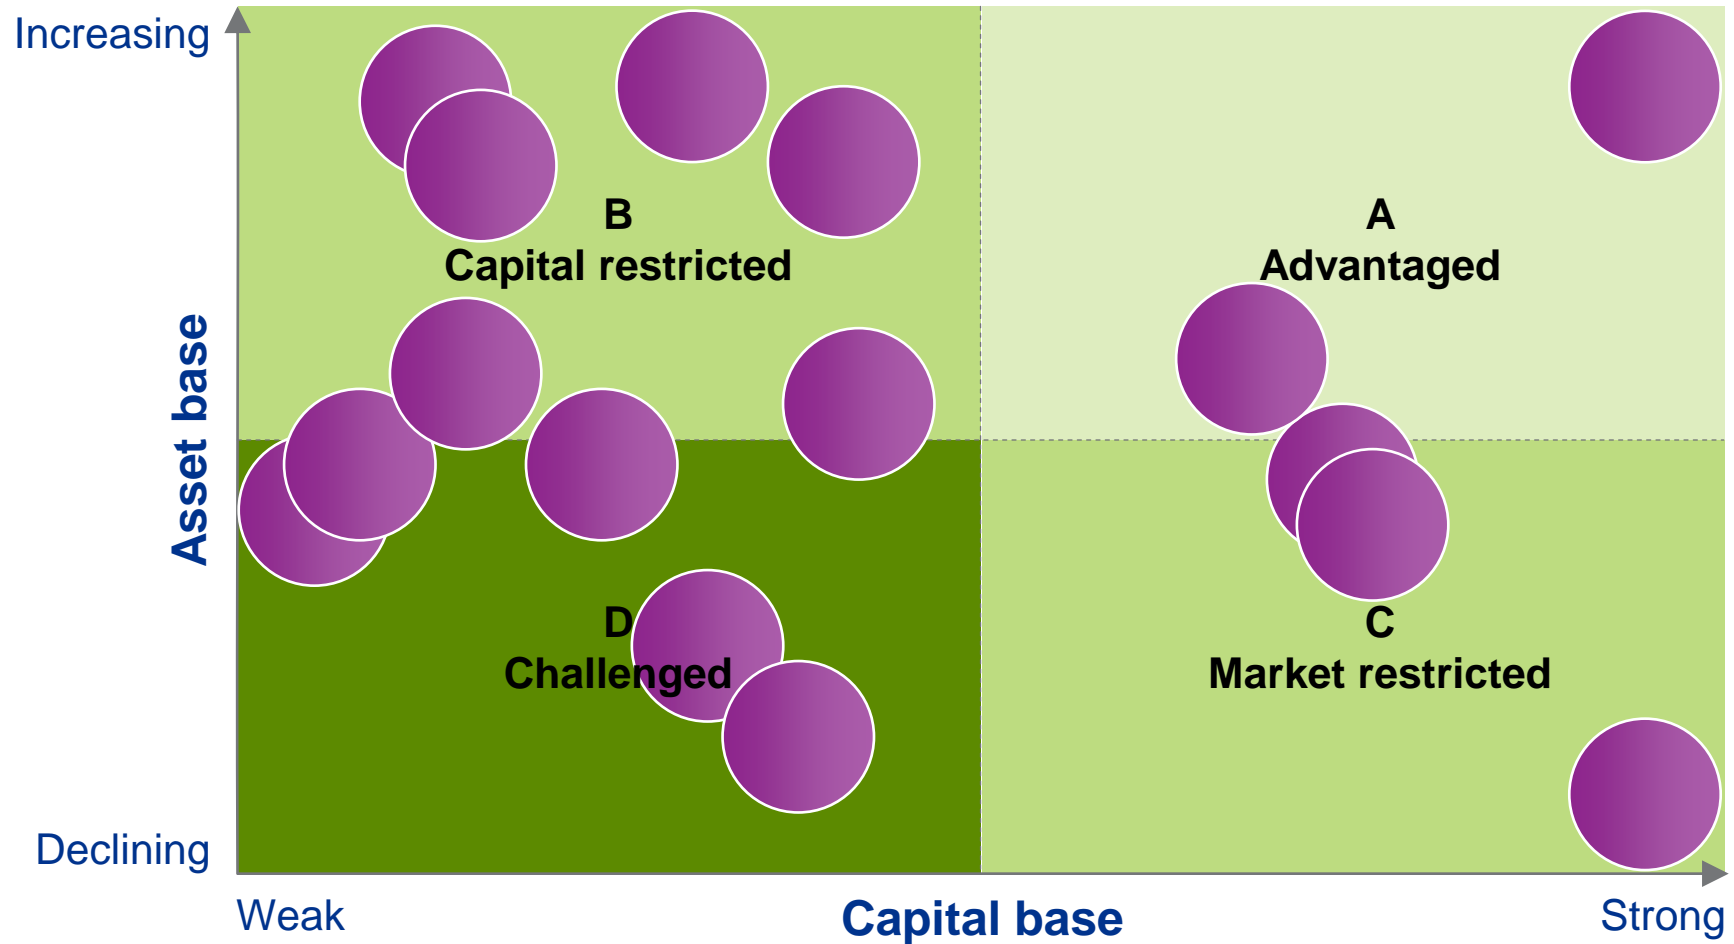 Increasing
B
Capital restricted
A
Advantaged
Asset base
D
Challenged
C
Market restricted
Declining
Weak
Capital base
Strong